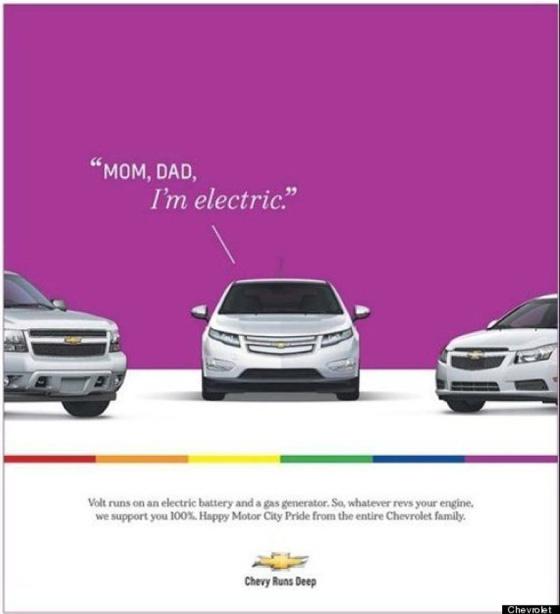 “MOM, DAD,
I’m electric.”
Volt runs on an electric battery and a gas generator. So, whatever revs your engine,
we support you 100%. Happy Motor City Pride from the entire Chevrolet family.
Chevy Runs Deep
Chevrolet